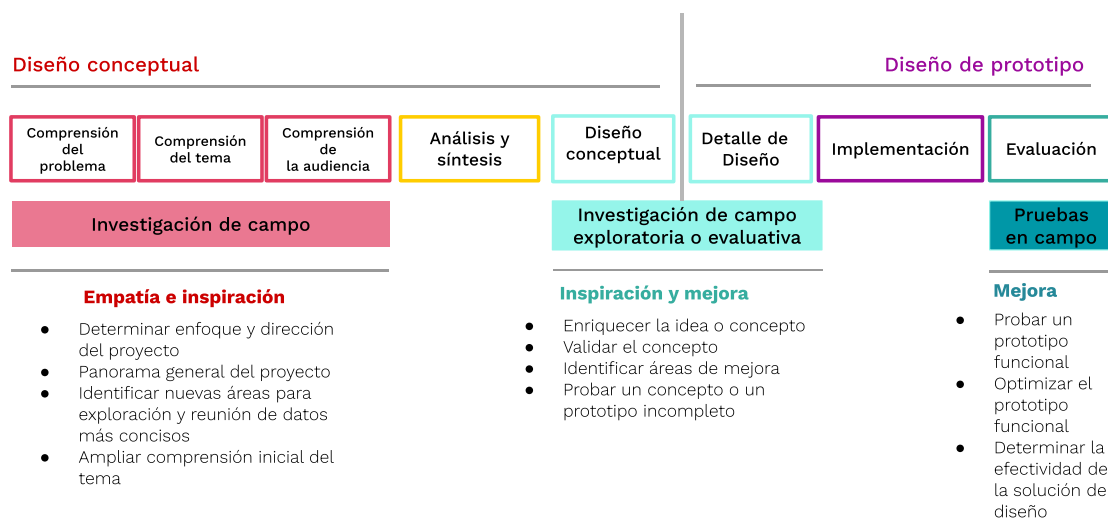 Diseño conceptual
Diseño de prototipo
Comprensión
del
problema
Comprensión
del tema
Comprensión
de
la audiencia
Análisis y
síntesis
Diseño
conceptual
Detalle de
Diseño
Implementación
Evaluación
Investigación de campo
Investigación de campo
exploratoria o evaluativa
Pruebas
en campo
Empatía e inspiración
● Determinar enfoque y dirección
del proyecto
● Panorama general del proyecto
● Identificar nuevas áreas para
exploración y reunión de datos
más concisos
● Ampliar comprensión inicial del
tema
Inspiración y mejora
● Enriquecer la idea o concepto
● Validar el concepto
● Identificar áreas de mejora
● Probar un concepto o un
prototipo incompleto
Mejora
● Probar un
prototipo
funcional
● Optimizar el
prototipo
funcional
● Determinar la
efectividad de
la solución de
diseño